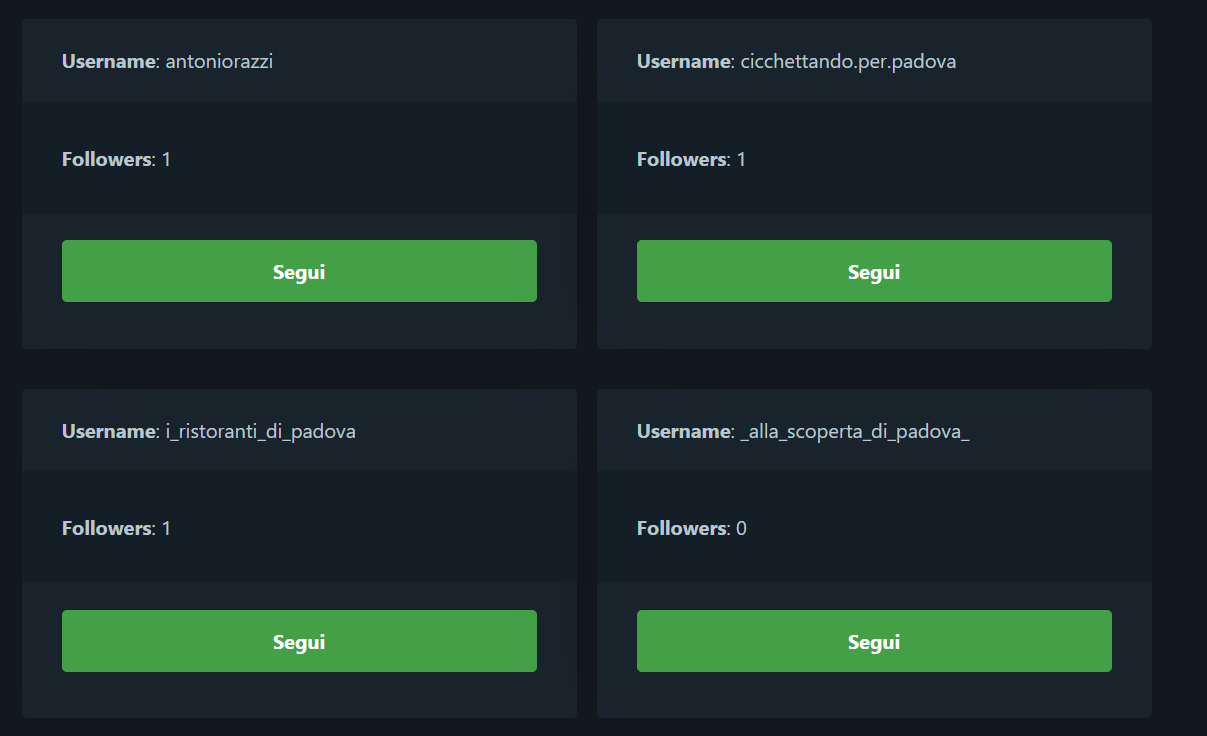 Username: antoniorazzi
Followers: 1
Segui
Username: cicchettando.per.padova
Followers: 1
Segui
Username: i_ristoranti_di_padova
Followers: 1
Segui
Username: _alla_scoperta_di_padova_
Followers: 0
Segui